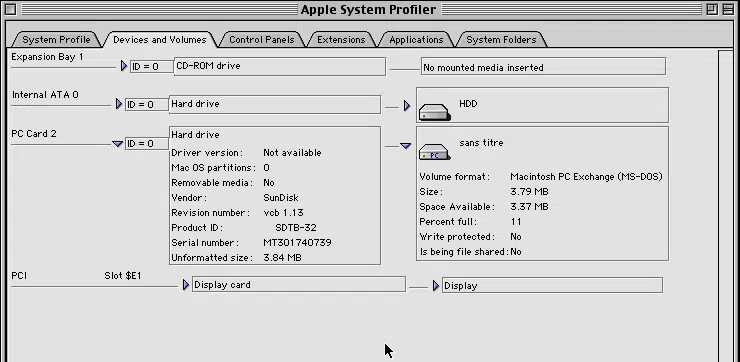 Apple System Profiler
System Profile
Devices and Volumes
Control Panels
Extensions
Applications
System Folders
Expansion Bay 1
ID = 0
CD-ROM drive
No mounted media inserted
Internal ATA 0
ID = 0
Hard drive
HDD
PC Card 2
ID = 0
Hard drive
Driver version: Not available
Mac OS partitions: 0
Removable media: No
Vendor: SunDisk
Revision number: vcb 1.13
Product ID: SDTB-32
Serial number: MT301740739
Unformatted size: 3.84 MB
PC
sans titre
Volume format: Macintosh PC Exchange (MS-DOS)
Size: 3.79 MB
Space Available: 3.37 MB
Percent full: 11
Write protected: No
Is being file shared: No
PCI
Slot $E1
Display card
Display